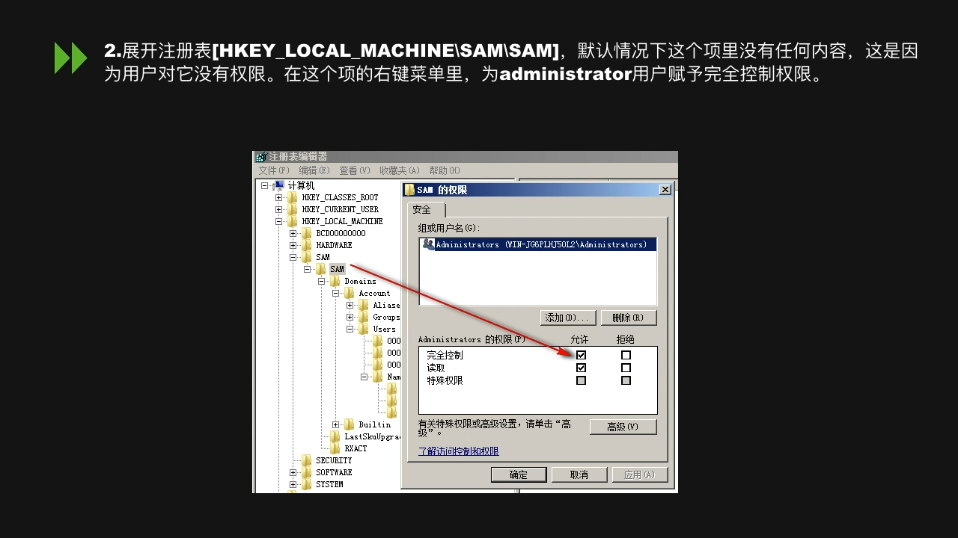 2.展开注册表[HKEY_LOCAL_MACHINE\SAM\SAM]，默认情况下这个项里没有任何内容，这是因
为用户对它没有权限。在这个项的右键菜单里，为administrator用户赋予完全控制权限。
注册表编辑器
文件(F) 编辑(E) 查看(V) 收藏夹(A) 帮助(H)
计算机
HKEY_CLASSES_ROOT
HKEY_CURRENT_USER
HKEY_LOCAL_MACHINE
BCD00000000
HARDWARE
SAM
SAM
Domains
Account
Aliase
Groups
Users
000
000
000
Nam
Builtin
LastSkuUpgra
RXACT
SECURITY
SOFTWARE
SYSTEM
SAM 的权限
安全
组或用户名(G):
Administrators (WIN-JG6PLHJ5OL2\Administrators)
添加(D)... 删除(R)
Administrators 的权限(P) 允许 拒绝
完全控制
读取
特殊权限
有关特殊权限或高级设置，请单击“高
级”。
高级(V)
了解访问控制和权限
确定 取消 应用(A)